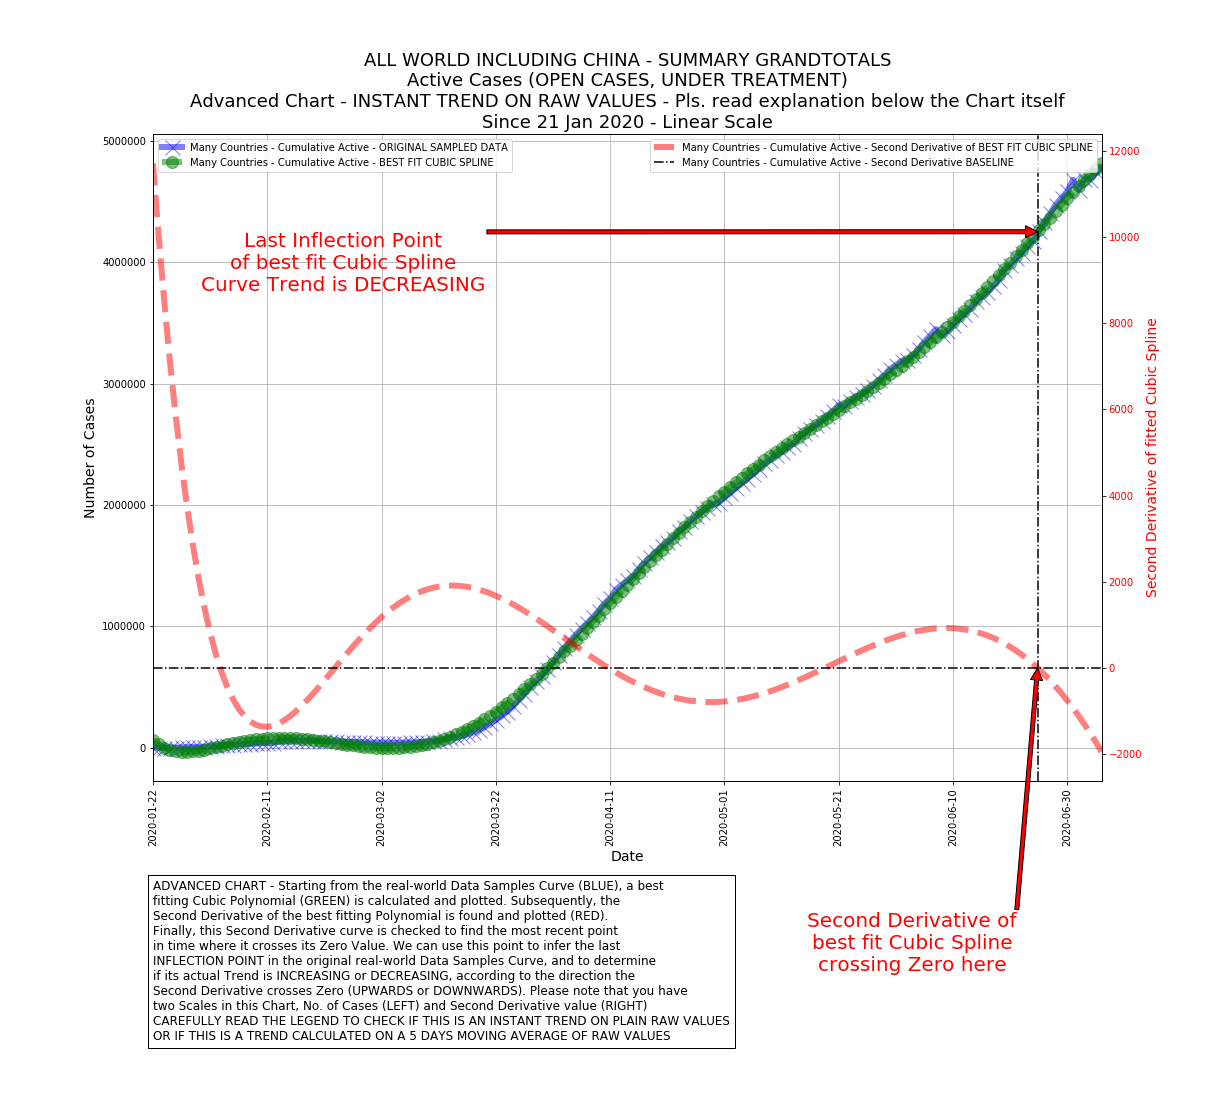 ALL WORLD INCLUDING CHINA - SUMMARY GRANDTOTALS
Active Cases (OPEN CASES, UNDER TREATMENT)
Advanced Chart - INSTANT TREND ON RAW VALUES - Pls. read explanation below the Chart itself
Since 21 Jan 2020 - Linear Scale
Many Countries - Cumulative Active - ORIGINAL SAMPLED DATA
Many Countries - Cumulative Active - BEST FIT CUBIC SPLINE
Many Countries - Cumulative Active - Second Derivative of BEST FIT CUBIC SPLINE
Many Countries - Cumulative Active - Second Derivative BASELINE
Last Inflection Point
of best fit Cubic Spline
Curve Trend is DECREASING
Number of Cases
5000000
4000000
3000000
2000000
1000000
0
12000
10000
8000
6000
4000
2000
0
−2000
Second Derivative of fitted Cubic Spline
2020-01-22
2020-02-11
2020-03-02
2020-03-22
2020-04-11
2020-05-01
2020-05-21
2020-06-10
2020-06-30
Date
ADVANCED CHART - Starting from the real-world Data Samples Curve (BLUE), a best
fitting Cubic Polynomial (GREEN) is calculated and plotted. Subsequently, the
Second Derivative of the best fitting Polynomial is found and plotted (RED).
Finally, this Second Derivative curve is checked to find the most recent point
in time where it crosses its Zero Value. We can use this point to infer the last
INFLECTION POINT in the original real-world Data Samples Curve, and to determine
if its actual Trend is INCREASING or DECREASING, according to the direction the
Second Derivative crosses Zero (UPWARDS or DOWNWARDS). Please note that you have
two Scales in this Chart, No. of Cases (LEFT) and Second Derivative value (RIGHT)
CAREFULLY READ THE LEGEND TO CHECK IF THIS IS AN INSTANT TREND ON PLAIN RAW VALUES
OR IF THIS IS A TREND CALCULATED ON A 5 DAYS MOVING AVERAGE OF RAW VALUES
Second Derivative of
best fit Cubic Spline
crossing Zero here